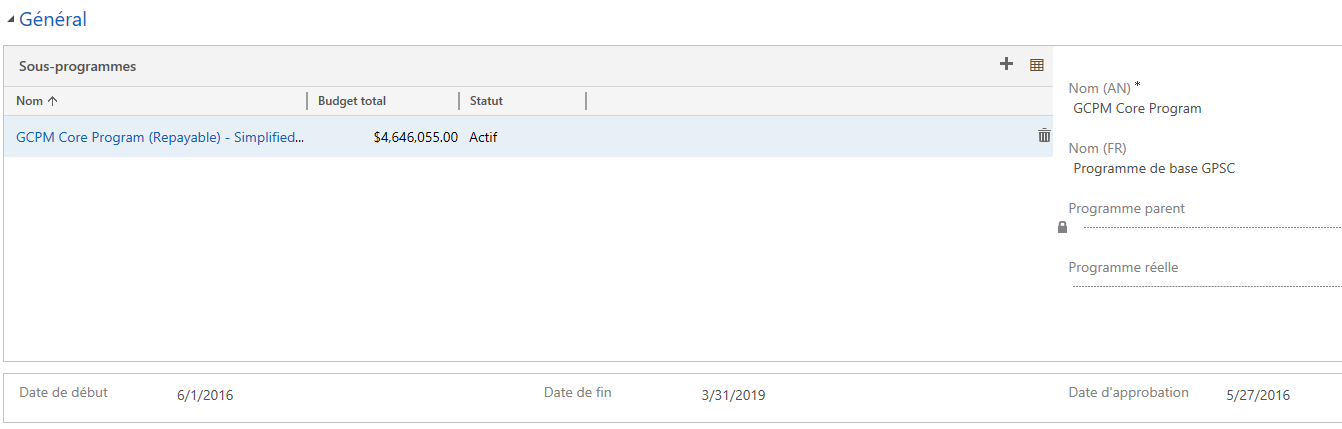 Général
Sous-programmes
Nom Budget total Statut
GCPM Core Program (Repayable) - Simplified... $4,646,055.00 Actif
Nom (AN) *
GCPM Core Program
Nom (FR)
Programme de base GPSC
Programme parent
Programme réelle
Date de début 6/1/2016 Date de fin 3/31/2019 Date d'approbation 5/27/2016